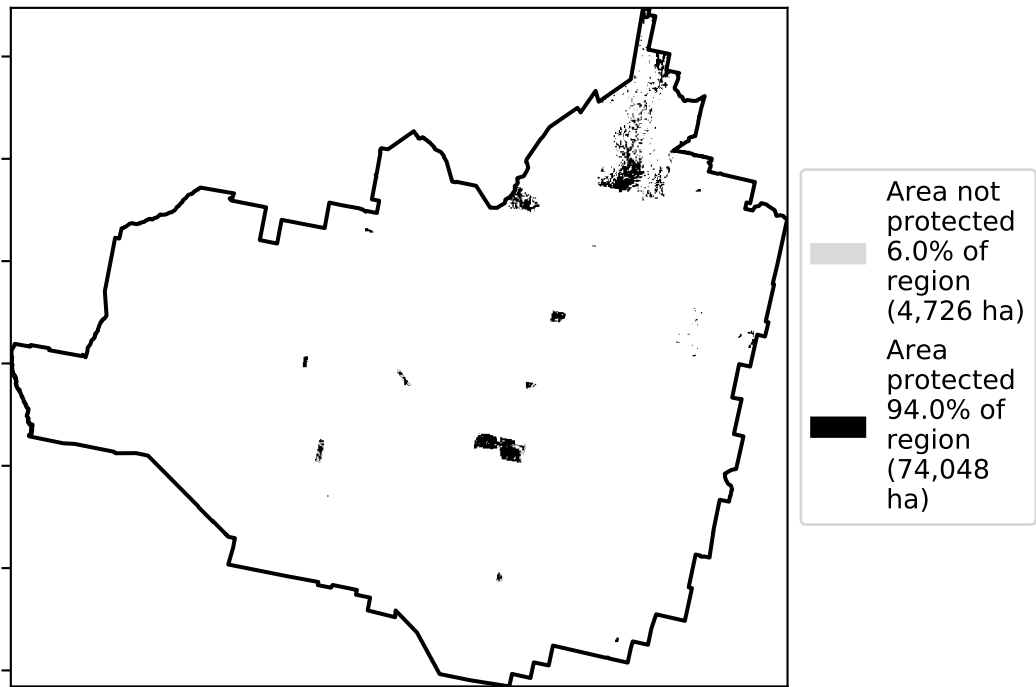 Area not
protected
6.0% of
region
(4,726 ha)
Area
protected
94.0% of
region
(74,048
ha)